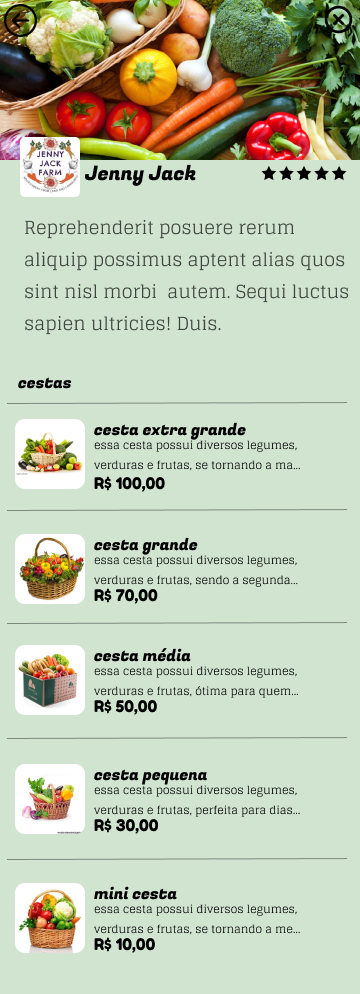 JENNY
JACK
FARM
Jenny Jack
Reprehenderit posuere rerum
aliquip possimus aptent alias quos
sint nisl morbi autem. Sequi luctus
sapien ultricies! Duis.
cestas
cesta extra grande
essa cesta possui diversos legumes,
verduras e frutas, se tornando a ma...
R$ 100,00
cesta grande
essa cesta possui diversos legumes,
verduras e frutas, sendo a segunda...
R$ 70,00
cesta média
essa cesta possui diversos legumes,
verduras e frutas, ótima para quem...
R$ 50,00
cesta pequena
essa cesta possui diversos legumes,
verduras e frutas, perfeita para dias...
R$ 30,00
mini cesta
essa cesta possui diversos legumes,
verduras e frutas, se tornando a me...
R$ 10,00